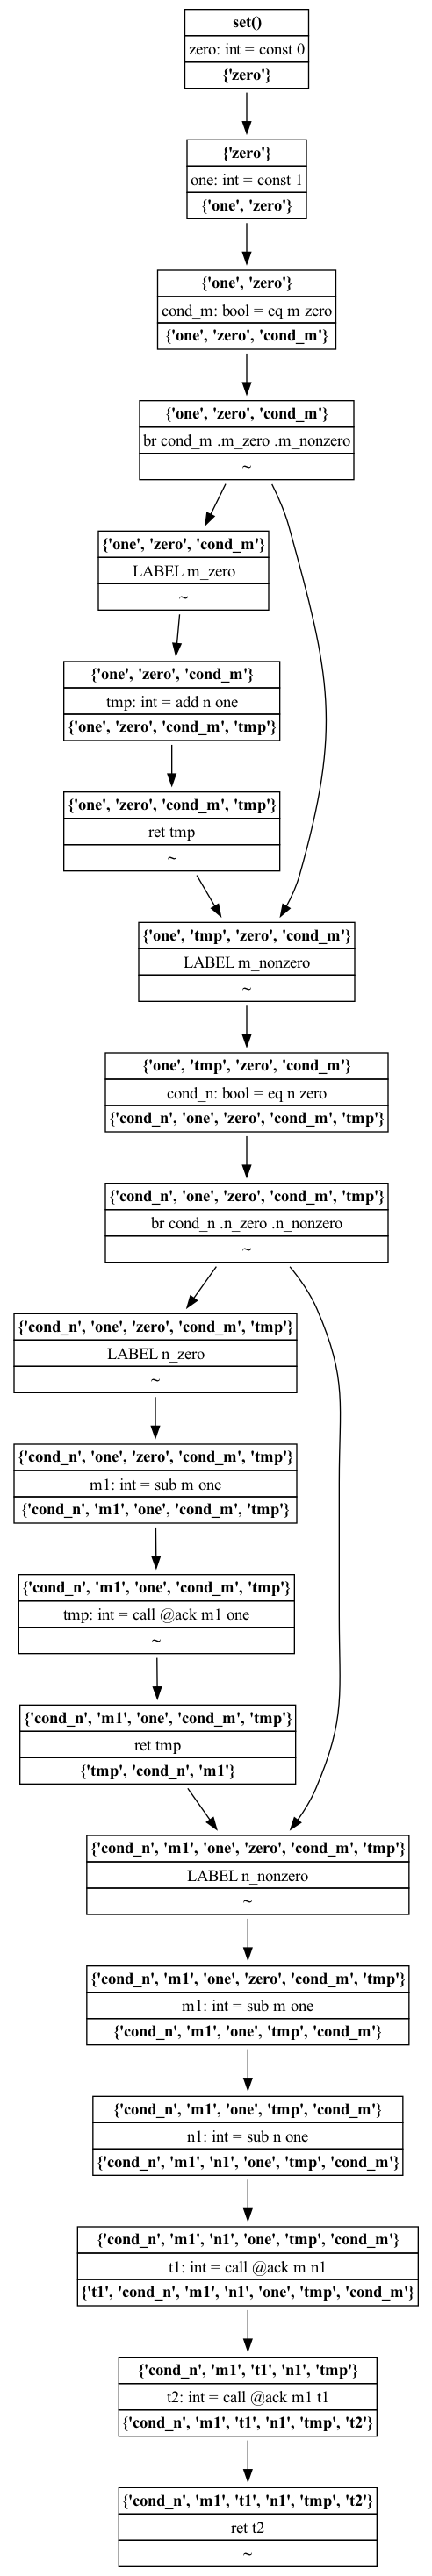 set()
zero: int = const 0
{'zero'}
{'zero'}
one: int = const 1
{'one', 'zero'}
{'one', 'zero'}
cond_m: bool = eq m zero
{'one', 'zero', 'cond_m'}
{'one', 'zero', 'cond_m'}
br cond_m .m_zero .m_nonzero
~
{'one', 'zero', 'cond_m'}
LABEL m_zero
~
{'one', 'zero', 'cond_m'}
tmp: int = add n one
{'one', 'zero', 'cond_m', 'tmp'}
{'one', 'zero', 'cond_m', 'tmp'}
ret tmp
~
{'one', 'tmp', 'zero', 'cond_m'}
LABEL m_nonzero
~
{'one', 'tmp', 'zero', 'cond_m'}
cond_n: bool = eq n zero
{'cond_n', 'one', 'zero', 'cond_m', 'tmp'}
{'cond_n', 'one', 'zero', 'cond_m', 'tmp'}
br cond_n .n_zero .n_nonzero
~
{'cond_n', 'one', 'zero', 'cond_m', 'tmp'}
LABEL n_zero
~
{'cond_n', 'one', 'zero', 'cond_m', 'tmp'}
m1: int = sub m one
{'cond_n', 'm1', 'one', 'cond_m', 'tmp'}
{'cond_n', 'm1', 'one', 'cond_m', 'tmp'}
tmp: int = call @ack m1 one
~
{'cond_n', 'm1', 'one', 'cond_m', 'tmp'}
ret tmp
{'tmp', 'cond_n', 'm1'}
{'cond_n', 'm1', 'one', 'zero', 'cond_m', 'tmp'}
LABEL n_nonzero
~
{'cond_n', 'm1', 'one', 'zero', 'cond_m', 'tmp'}
m1: int = sub m one
{'cond_n', 'm1', 'one', 'tmp', 'cond_m'}
{'cond_n', 'm1', 'one', 'tmp', 'cond_m'}
n1: int = sub n one
{'cond_n', 'm1', 'n1', 'one', 'tmp', 'cond_m'}
{'cond_n', 'm1', 'n1', 'one', 'tmp', 'cond_m'}
t1: int = call @ack m n1
{'t1', 'cond_n', 'm1', 'n1', 'one', 'tmp', 'cond_m'}
{'cond_n', 'm1', 't1', 'n1', 'tmp'}
t2: int = call @ack m1 t1
{'cond_n', 'm1', 't1', 'n1', 'tmp', 't2'}
{'cond_n', 'm1', 't1', 'n1', 'tmp', 't2'}
ret t2
~